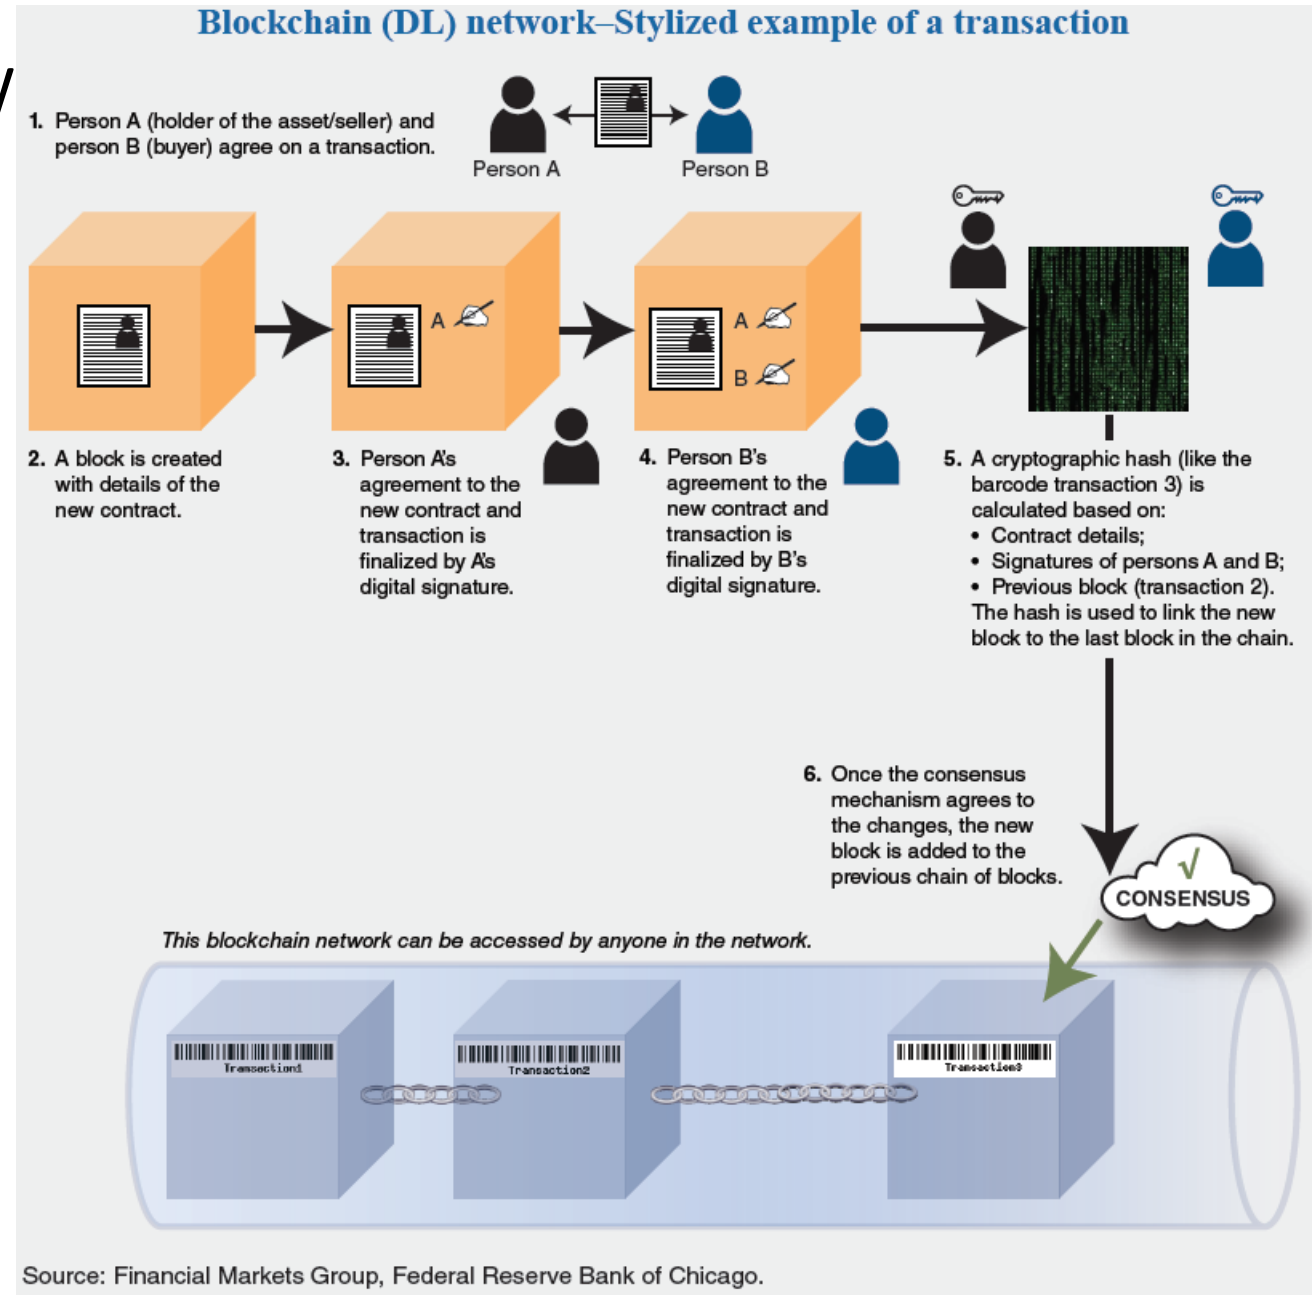 Blockchain (DL) network–Stylized example of a transaction
1. Person A (holder of the asset/seller) and
person B (buyer) agree on a transaction.
Person A
Person B
A
A
B
2. A block is created
with details of the
new contract.
3. Person A's
agreement to the
new contract and
transaction is
finalized by A's
digital signature.
4. Person B's
agreement to the
new contract and
transaction is
finalized by B's
digital signature.
5. A cryptographic hash (like the
barcode transaction 3) is
calculated based on:
• Contract details;
• Signatures of persons A and B;
• Previous block (transaction 2).
The hash is used to link the new
block to the last block in the chain.
6. Once the consensus
mechanism agrees to
the changes, the new
block is added to the
previous chain of blocks.
√
CONSENSUS
This blockchain network can be accessed by anyone in the network.
Transaction1
Transaction2
Transaction3
Source: Financial Markets Group, Federal Reserve Bank of Chicago.